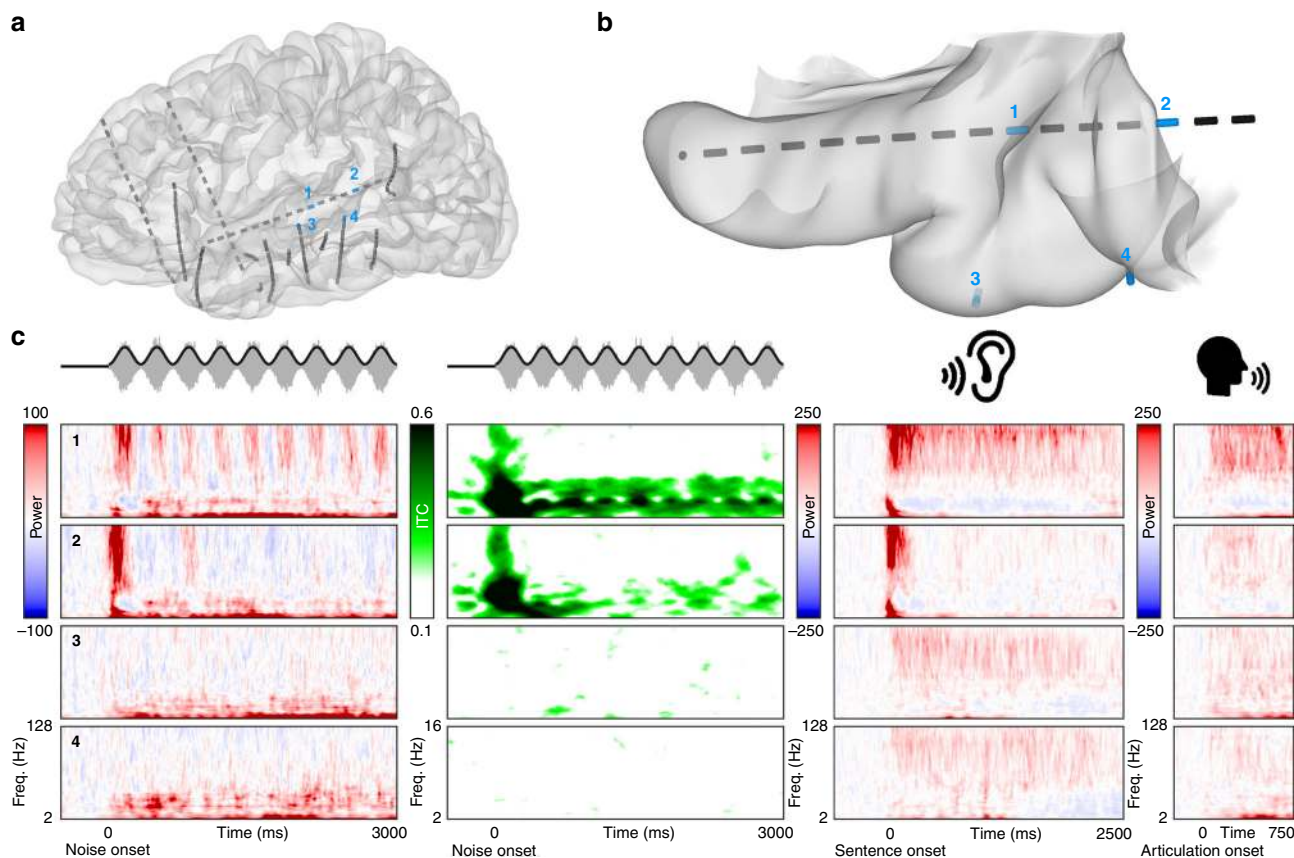 a
b
1
2
3
4
1
2
3
4
c
100
Power
−100
1
2
3
4
128
Freq. (Hz)
2
0
Time (ms)
3000
Noise onset
0.6
ITC
0.1
16
Freq. (Hz)
2
0
Time (ms)
3000
Noise onset
250
Power
−250
128
Freq. (Hz)
2
0
Time (ms)
2500
Sentence onset
250
Power
−250
128
Freq. (Hz)
2
0
Time
750
Articulation onset